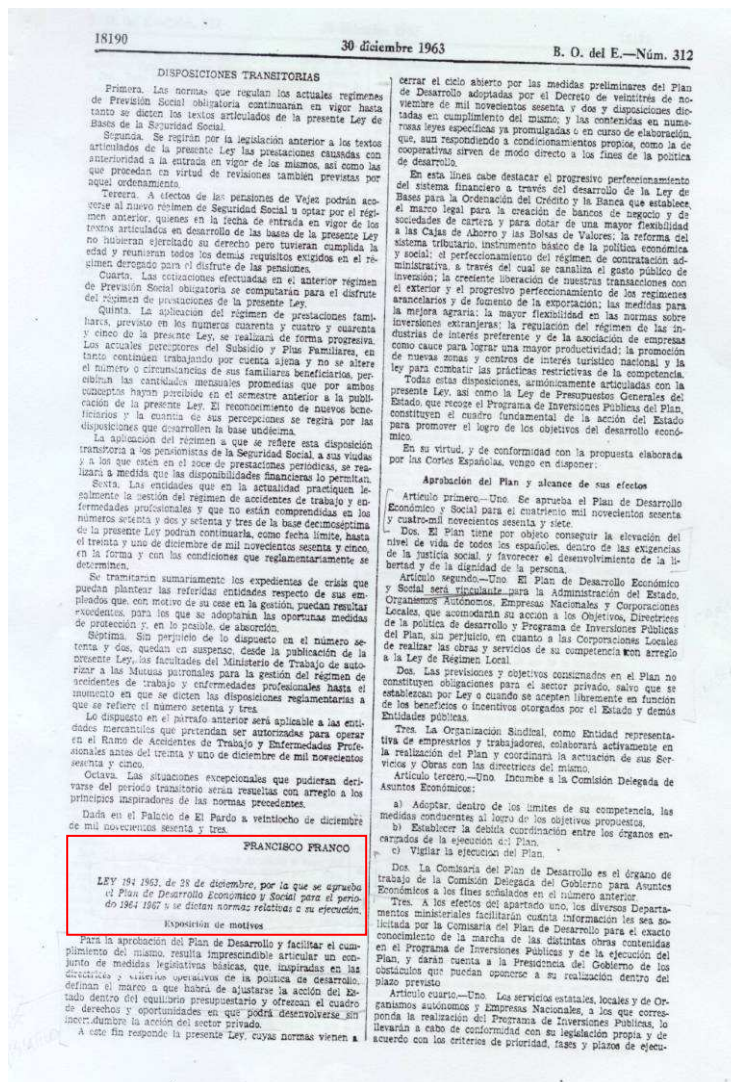 18190
30 diciembre 1963
B. O. del E.—Núm. 312
DISPOSICIONES TRANSITORIAS
Primera. Las normas que regulan los actuales regímenes
de Previsión Social obligatoria continuarán en vigor hasta
tanto se dicten los textos articulados de la presente Ley de
Bases de la Seguridad Social.
Segunda. Se regirán por la legislación anterior a los textos
articulados de la presente Ley las prestaciones causadas con
anterioridad a la entrada en vigor de los mismos, así como las
que procedan en virtud de revisiones también previstas por
aquel ordenamiento.
Tercera. A efectos de las pensiones de Vejez podrán aco-
gerse al nuevo régimen de Seguridad Social u optar por el régi-
men anterior, quienes en la fecha de entrada en vigor de los
textos articulados en desarrollo de las bases de la presente Ley
no hubieran ejercitado su derecho pero tuvieran cumplida la
edad y reunieran todos los demás requisitos exigidos en el ré-
gimen derogado para el disfrute de las pensiones.
Cuarta. Las cotizaciones efectuadas en el anterior régimen
de Previsión Social obligatoria se computarán para el disfrute
del régimen de prestaciones de la presente Ley.
Quinta. La aplicación del régimen de prestaciones fami-
liares, previsto en los números cuarenta y cuatro y cuarenta
y cinco de la presente Ley, se realizará de forma progresiva.
Los actuales perceptores del Subsidio y Plus Familiares, en
tanto continúen trabajando por cuenta ajena y no se altere
el número o circunstancias de sus familiares beneficiarios, per-
cibirán las cantidades mensuales promedias que por ambos
conceptos hayan percibido en el semestre anterior a la publi-
cación de la presente Ley. El reconocimiento de nuevos bene-
ficiarios y la cuantía de sus percepciones se regirá por las
disposiciones que desarrollen la base undécima.
La aplicación del régimen a que se refiere esta disposición
transitoria a los pensionistas de la Seguridad Social, a sus viudas
y a los que estén en el goce de prestaciones periódicas, se rea-
lizará a medida que las disponibilidades financieras lo permitan.
Sexta. Las entidades que en la actualidad practiquen le-
galmente la gestión del régimen de accidentes de trabajo y en-
fermedades profesionales y que no están comprendidas en los
números setenta y dos y setenta y tres de la base decimoséptima
de la presente Ley podrán continuarla, como fecha límite, hasta
el treinta y uno de diciembre de mil novecientos sesenta y cinco,
en la forma y con las condiciones que reglamentariamente se
determinen.
Se tramitarán sumariamente los expedientes de crisis que
puedan plantear las referidas entidades respecto de sus em-
pleados que, con motivo de su cese en la gestión, puedan resultar
excedentes, para los que se adoptarán las oportunas medidas
de protección y, en lo posible, de absorción.
Séptima. Sin perjuicio de lo dispuesto en el número se-
tenta y dos, quedan en suspenso, desde la publicación de la
presente Ley, las facultades del Ministerio de Trabajo de auto-
rizar a las Mutuas patronales para la gestión del régimen de
accidentes de trabajo y enfermedades profesionales hasta el
momento en que se dicten las disposiciones reglamentarias a
que se refiere el número setenta y tres.
Lo dispuesto en el párrafo anterior será aplicable a las enti-
dades mercantiles que pretendan ser autorizadas para operar
en el Ramo de Accidentes de Trabajo y Enfermedades Profe-
sionales antes del treinta y uno de diciembre de mil novecientos
sesenta y cinco.
Octava. Las situaciones excepcionales que pudieran deri-
varse del período transitorio serán resueltas con arreglo a los
principios inspiradores de las normas precedentes.
Dada en el Palacio de El Pardo a veintiocho de diciembre
de mil novecientos sesenta y tres.
FRANCISCO FRANCO
LEY 194 1963, de 28 de diciembre, por la que se aprueba
el Plan de Desarrollo Económico y Social para el perío-
do 1964 1967 y se dictan normas relativas a su ejecución.
Exposición de motivos
Para la aprobación del Plan de Desarrollo y facilitar el cum-
plimiento del mismo, resulta imprescindible articular un con-
junto de medidas legislativas básicas, que, inspiradas en las
directrices y criterios operativos de la política de desarrollo,
definan el marco a que habrá de ajustarse la acción del Es-
tado dentro del equilibrio presupuestario y ofrezcan el cuadro
de derechos y oportunidades en que podrá desenvolverse sin
incertidumbre la acción del sector privado.
A este fin responde la presente Ley, cuyas normas vienen a
cerrar el ciclo abierto por las medidas preliminares del Plan
de Desarrollo adoptadas por el Decreto de veintitrés de no-
viembre de mil novecientos sesenta y dos y disposiciones dic-
tadas en cumplimiento del mismo; y las contenidas en nume-
rosas leyes específicas ya promulgadas o en curso de elaboración,
que, aun respondiendo a condicionamientos propios, como la de
cooperativas sirven de modo directo a los fines de la política
de desarrollo.
En esta línea cabe destacar el progresivo perfeccionamiento
del sistema financiero a través del desarrollo de la Ley de
Bases para la Ordenación del Crédito y la Banca que establece
el marco legal para la creación de bancos de negocio y de
sociedades de cartera y para dotar de una mayor flexibilidad
a las Cajas de Ahorro y las Bolsas de Valores; la reforma del
sistema tributario, instrumento básico de la política económica
y social; el perfeccionamiento del régimen de contratación ad-
ministrativa, a través del cual se canaliza el gasto público de
inversión; la creciente liberación de nuestras transacciones con
el exterior y el progresivo perfeccionamiento de los regímenes
arancelarios y de fomento de la exportación; las medidas para
la mejora agraria; la mayor flexibilidad en las normas sobre
inversiones extranjeras; la regulación del régimen de las in-
dustrias de interés preferente y de la asociación de empresas
como cauce para lograr una mayor productividad; la promoción
de nuevas zonas y centros de interés turístico nacional y la
ley para combatir las prácticas restrictivas de la competencia.
Todas estas disposiciones, armónicamente articuladas con la
presente Ley, así como la Ley de Presupuestos Generales del
Estado, que recoge el Programa de Inversiones Públicas del Plan,
constituyen el cuadro fundamental de la acción del Estado
para promover el logro de los objetivos del desarrollo econó-
mico.
En su virtud, y de conformidad con la propuesta elaborada
por las Cortes Españolas, vengo en disponer:
Aprobación del Plan y alcance de sus efectos
Artículo primero.—Uno. Se aprueba el Plan de Desarrollo
Económico y Social para el cuatrienio mil novecientos sesenta
y cuatro-mil novecientos sesenta y siete.
Dos. El Plan tiene por objeto conseguir la elevación del
nivel de vida de todos los españoles, dentro de las exigencias
de la justicia social, y favorecer el desenvolvimiento de la li-
bertad y de la dignidad de la persona.
Artículo segundo.—Uno El Plan de Desarrollo Económico
y Social será vinculante para la Administración del Estado,
Organismos Autónomos, Empresas Nacionales y Corporaciones
Locales, que acomodarán su acción a los Objetivos, Directrices
de la política de desarrollo y Programa de Inversiones Públicas
del Plan, sin perjuicio, en cuanto a las Corporaciones Locales
de realizar las obras y servicios de su competencia con arreglo
a la Ley de Régimen Local.
Dos. Las previsiones y objetivos consignados en el Plan no
constituyen obligaciones para el sector privado, salvo que se
establezcan por Ley o cuando se acepten libremente en función
de los beneficios o incentivos otorgados por el Estado y demás
Entidades públicas.
Tres. La Organización Sindical, como Entidad representa-
tiva de empresarios y trabajadores, colaborará activamente en
la realización del Plan y coordinará la actuación de sus Ser-
vicios y Obras con las directrices del mismo.
Artículo tercero.—Uno. Incumbe a la Comisión Delegada de
Asuntos Económicos:
a) Adoptar, dentro de los límites de su competencia, las
medidas conducentes al logro de los objetivos propuestos.
b) Establecer la debida coordinación entre los órganos en-
cargados de la ejecución del Plan.
c) Vigilar la ejecución del Plan.
Dos. La Comisaría del Plan de Desarrollo es el órgano de
trabajo de la Comisión Delegada del Gobierno para Asuntos
Económicos a los fines señalados en el número anterior.
Tres. A los efectos del apartado uno, los diversos Departa-
mentos ministeriales facilitarán cuánta información les sea so-
licitada por la Comisaría del Plan de Desarrollo para el exacto
conocimiento de la marcha de las distintas obras contenidas
en el Programa de Inversiones Públicas y de la ejecución del
Plan, y darán cuenta a la Presidencia del Gobierno de los
obstáculos que puedan oponerse a su realización dentro del
plazo previsto
Artículo cuarto.—Uno. Los servicios estatales, locales y de Or-
ganismos autónomos y Empresas Nacionales, a los que corres-
ponda la realización del Programa de Inversiones Públicas, lo
llevarán a cabo de conformidad con su legislación propia y de
acuerdo con los criterios de prioridad, fases y plazos de ejecu-